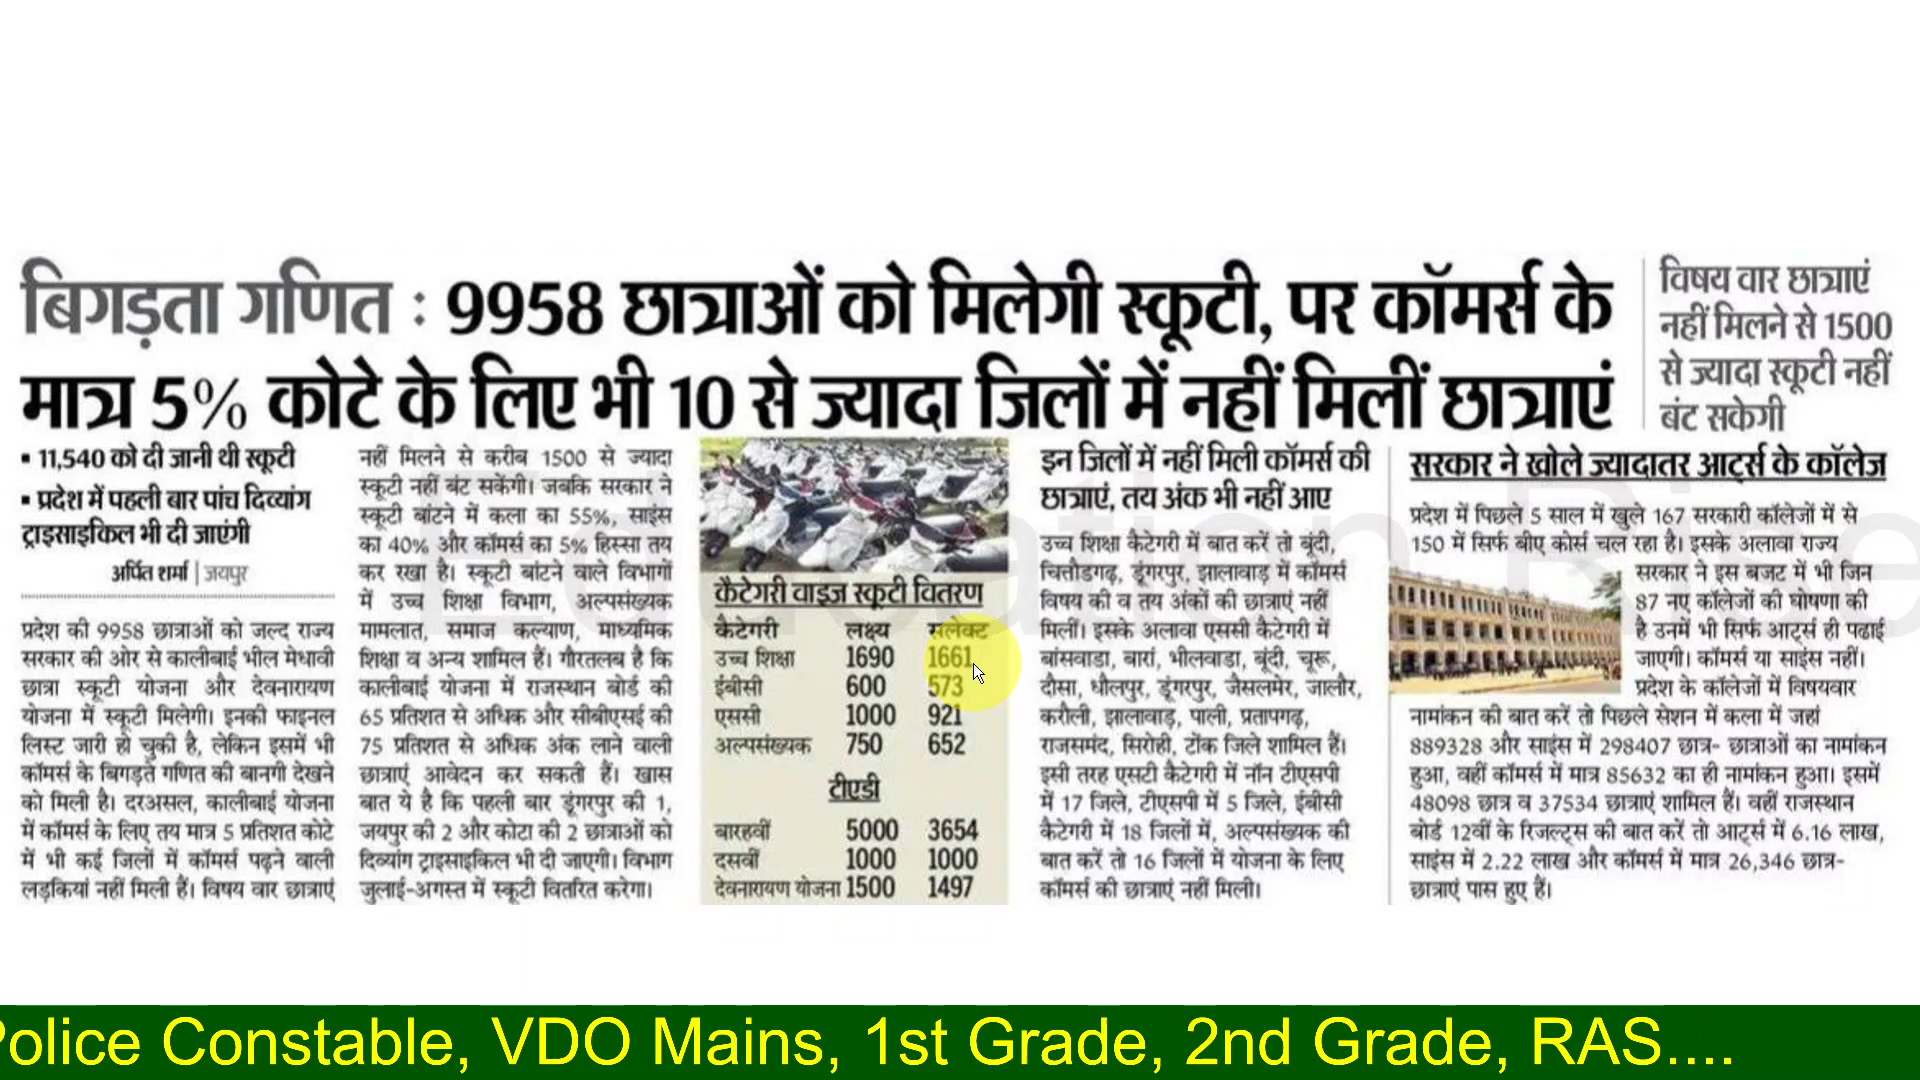 बिगड़ता गणित : 9958 छात्राओं को मिलेगी स्कूटी, पर कॉमर्स के
मात्र 5% कोटे के लिए भी 10 से ज्यादा जिलों में नहीं मिलीं छात्राएं
विषय वार छात्राएं
नहीं मिलने से 1500
से ज्यादा स्कूटी नहीं
बंट सकेगी
▪ 11,540 को दी जानी थी स्कूटी
▪ प्रदेश में पहली बार पांच दिव्यांग
ट्राइसाइकिल भी दी जाएंगी
अर्पित शर्मा | जयपुर
प्रदेश की 9958 छात्राओं को जल्द राज्य
सरकार की ओर से कालीबाई भील मेधावी
छात्रा स्कूटी योजना और देवनारायण
योजना में स्कूटी मिलेगी। इनकी फाइनल
लिस्ट जारी हो चुकी है, लेकिन इसमें भी
कॉमर्स के बिगड़ते गणित की बानगी देखने
को मिली है। दरअसल, कालीबाई योजना
में कॉमर्स के लिए तय मात्र 5 प्रतिशत कोटे
में भी कई जिलों में कॉमर्स पढ़ने वाली
लड़कियां नहीं मिली हैं। विषय वार छात्राएं
नहीं मिलने से करीब 1500 से ज्यादा
स्कूटी नहीं बंट सकेंगी। जबकि सरकार ने
स्कूटी बांटने में कला का 55%, साइंस
का 40% और कॉमर्स का 5% हिस्सा तय
कर रखा है। स्कूटी बांटने वाले विभागों
में उच्च शिक्षा विभाग, अल्पसंख्यक
मामलात, समाज कल्याण, माध्यमिक
शिक्षा व अन्य शामिल हैं। गौरतलब है कि
कालीबाई योजना में राजस्थान बोर्ड की
65 प्रतिशत से अधिक और सीबीएसई की
75 प्रतिशत से अधिक अंक लाने वाली
छात्राएं आवेदन कर सकती हैं। खास
बात ये है कि पहली बार डूंगरपुर की 1,
जयपुर की 2 और कोटा की 2 छात्राओं को
दिव्यांग ट्राइसाइकिल भी दी जाएगी। विभाग
जुलाई-अगस्त में स्कूटी वितरित करेगा।
कैटेगरी वाइज स्कूटी वितरण
कैटेगरी लक्ष्य सलेक्ट
उच्च शिक्षा 1690 1661
ईबीसी 600 573
एससी 1000 921
अल्पसंख्यक 750 652
टीएडी
बारहवीं 5000 3654
दसवीं 1000 1000
देवनारायण योजना 1500 1497
इन जिलों में नहीं मिली कॉमर्स की
छात्राएं, तय अंक भी नहीं आए
उच्च शिक्षा कैटेगरी में बात करें तो बूंदी,
चित्तौडगढ़, डूंगरपुर, झालावाड़ में कॉमर्स
विषय की व तय अंकों की छात्राएं नहीं
मिलीं। इसके अलावा एससी कैटेगरी में
बांसवाडा, बारां, भीलवाडा, बूंदी, चूरू,
दौसा, धौलपुर, डूंगरपुर, जैसलमेर, जालौर,
करौली, झालावाड़, पाली, प्रतापगढ़,
राजसमंद, सिरोही, टोंक जिले शामिल हैं।
इसी तरह एसटी कैटेगरी में नॉन टीएसपी
में 17 जिले, टीएसपी में 5 जिले, ईबीसी
कैटेगरी में 18 जिलों में, अल्पसंख्यक की
बात करें तो 16 जिलों में योजना के लिए
कॉमर्स की छात्राएं नहीं मिली।
सरकार ने खोले ज्यादातर आर्ट्स के कॉलेज
प्रदेश में पिछले 5 साल में खुले 167 सरकारी कॉलेजों में से
150 में सिर्फ बीए कोर्स चल रहा है। इसके अलावा राज्य
सरकार ने इस बजट में भी जिन
87 नए कॉलेजों की घोषणा की
है उनमें भी सिर्फ आर्ट्स ही पढाई
जाएगी। कॉमर्स या साइंस नहीं।
प्रदेश के कॉलेजों में विषयवार
नामांकन की बात करें तो पिछले सेशन में कला में जहां
889328 और साइंस में 298407 छात्र- छात्राओं का नामांकन
हुआ, वहीं कॉमर्स में मात्र 85632 का ही नामांकन हुआ। इसमें
48098 छात्र व 37534 छात्राएं शामिल हैं। वहीं राजस्थान
बोर्ड 12वीं के रिजल्ट्स की बात करें तो आर्ट्स में 6.16 लाख,
साइंस में 2.22 लाख और कॉमर्स में मात्र 26,346 छात्र-
छात्राएं पास हुए हैं।
Police Constable, VDO Mains, 1st Grade, 2nd Grade, RAS....